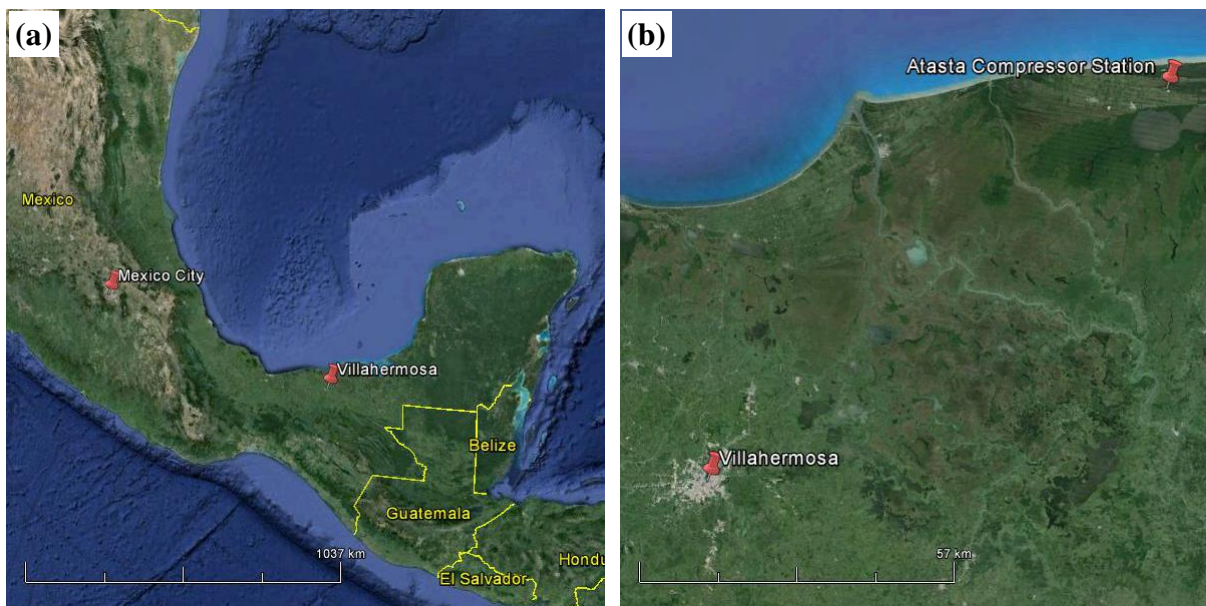 (a)
Mexico
Mexico City
Villahermosa
Belize
Guatemala
1037 km
Hondu
El Salvador
(b)
Atasta Compressor Station
Villahermosa
57 km